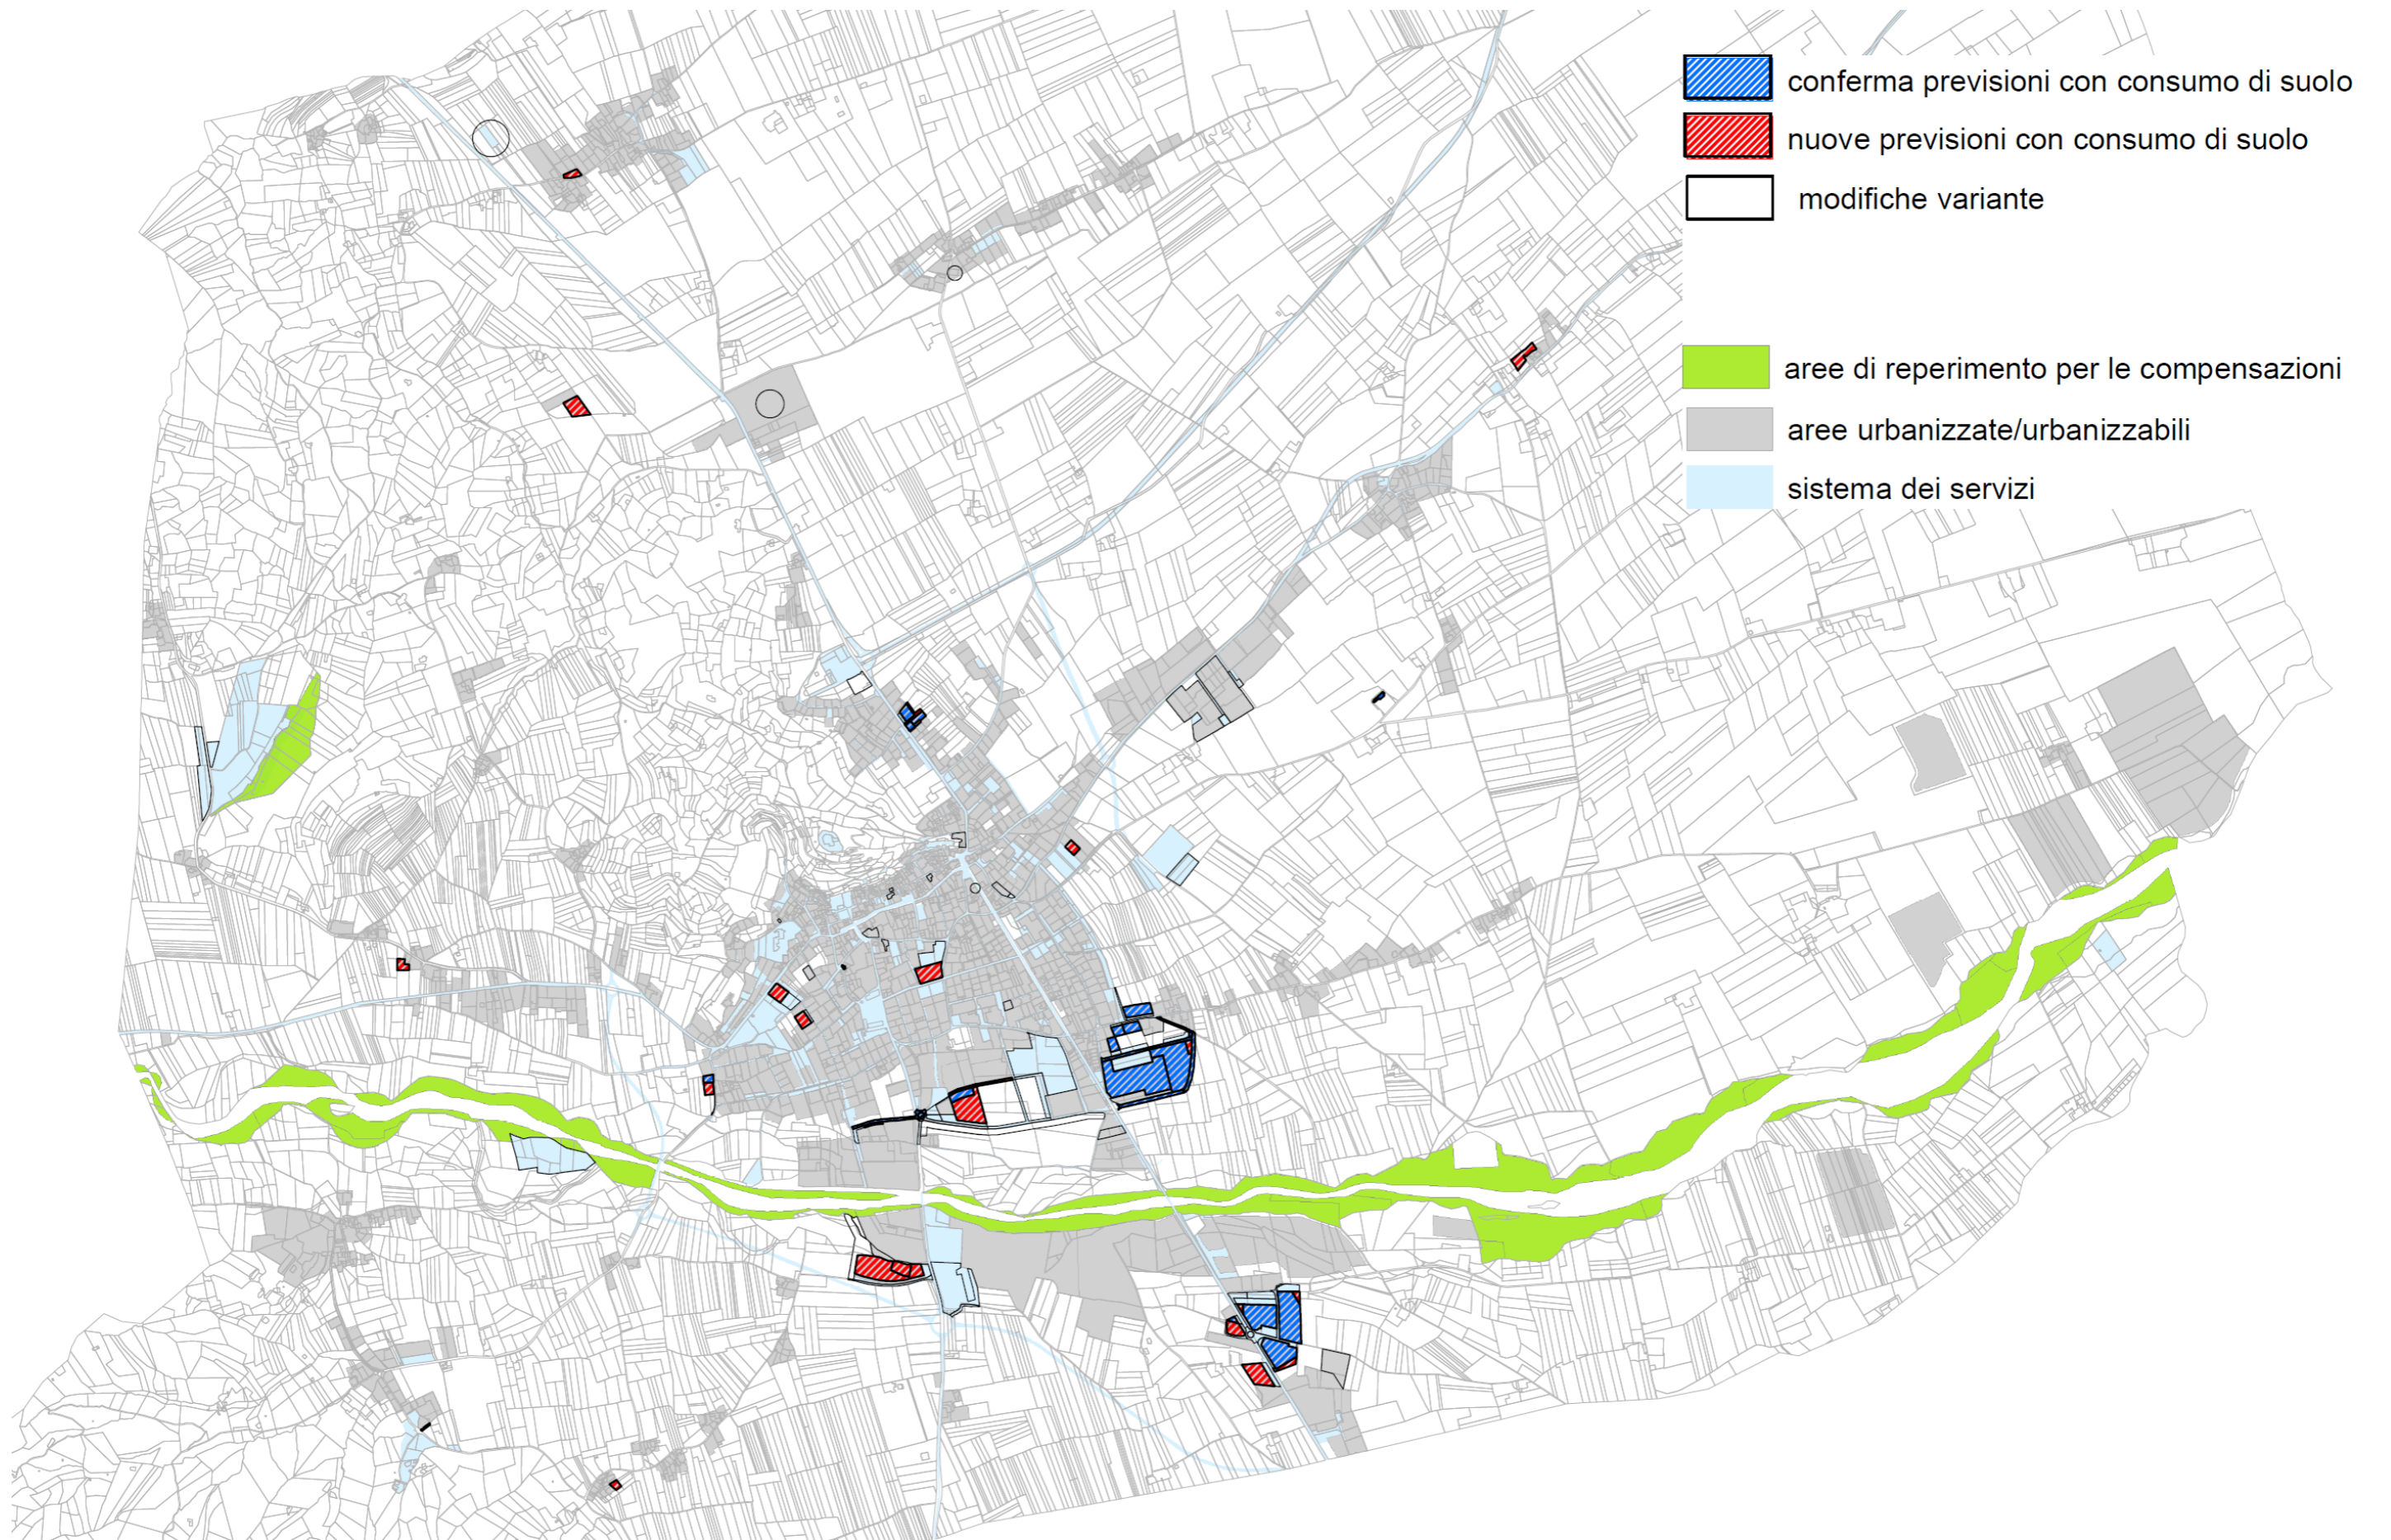 conferma previsioni con consumo di suolo
nuove previsioni con consumo di suolo
modifiche variante
aree di reperimento per le compensazioni
aree urbanizzate/urbanizzabili
sistema dei servizi